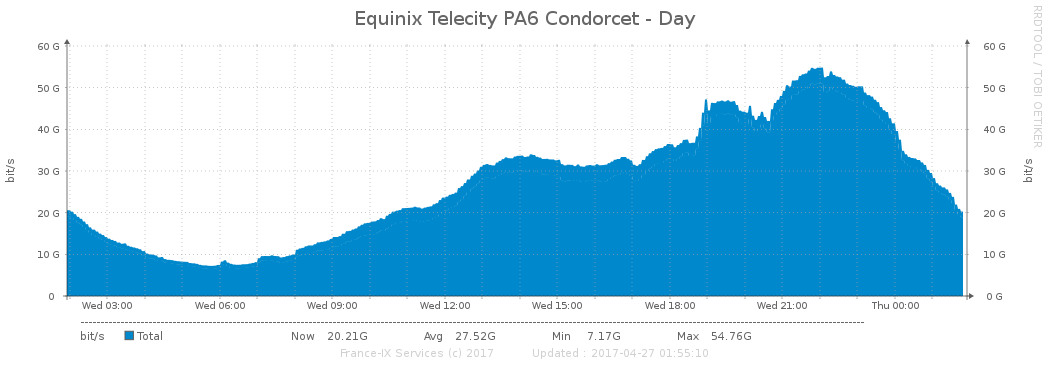 Equinix Telecity PA6 Condorcet - Day
RRDTOOL / TOBI OETIKER
60 G 60 G
50 G 50 G
40 G 40 G
30 G 30 G
20 G 20 G
10 G 10 G
0 0 G
bit/s
bit/s
Wed 03:00 Wed 06:00 Wed 09:00 Wed 12:00 Wed 15:00 Wed 18:00 Wed 21:00 Thu 00:00
bit/s Total Now 20.21G Avg 27.52G Min 7.17G Max 54.76G
France-IX Services (c) 2017 Updated : 2017-04-27 01:55:10